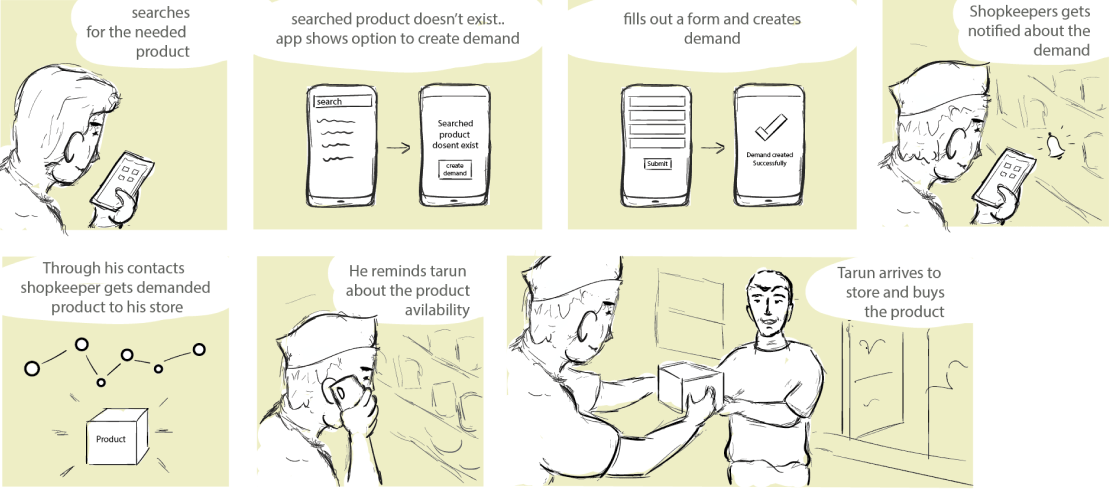 searches
for the needed
product
searched product doesn't exist..
app shows option to create demand
search
Searched
product
dosent exist
create
demand
fills out a form and creates
demand
Submit
Demand created
Successfully
Shopkeepers gets
notified about the
demand
Through his contacts
shopkeeper gets demanded
product to his store
Product
He reminds tarun
about the product
avilability
Tarun arrives to
store and buys
the product